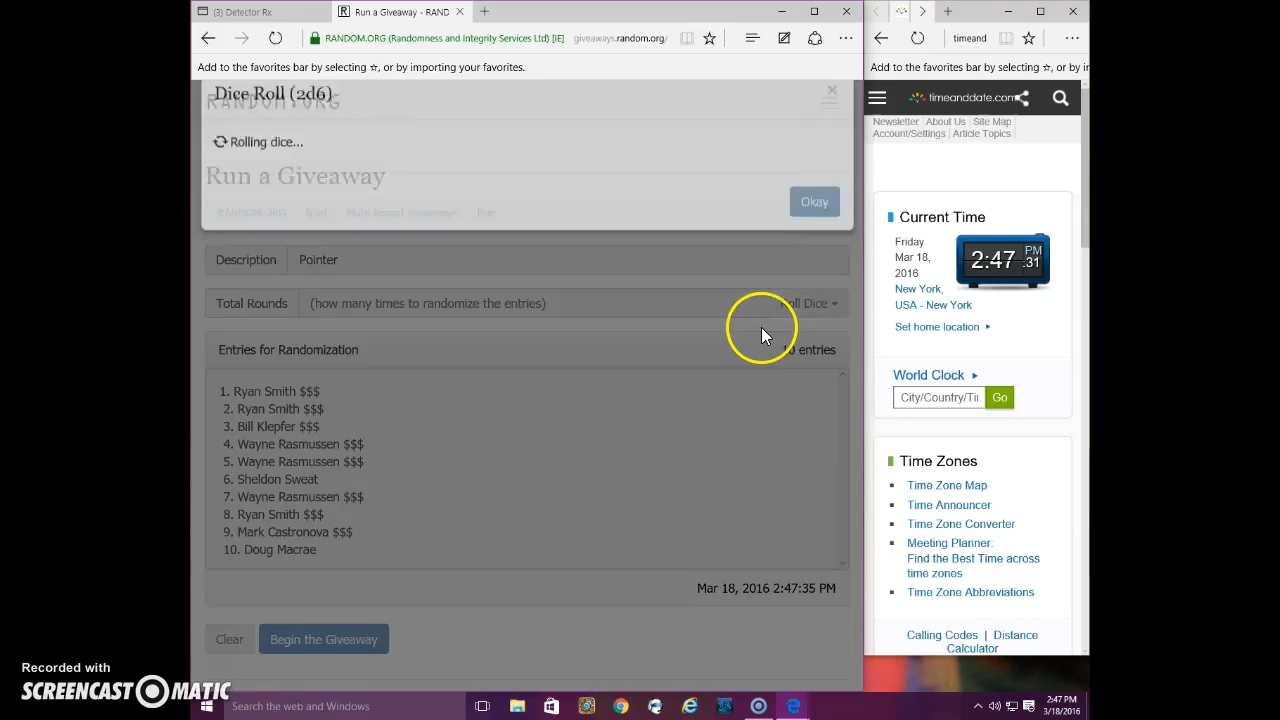 (3) Detector Rx
Run a Giveaway - RAND
RANDOM.ORG (Randomness and Integrity Services Ltd) [IE] giveaways.random.org/
Add to the favorites bar by selecting ☆, or by importing your favorites.
Dice Roll (2d6)
RANDOM.ORG
Rolling dice...
Run a Giveaway
Okay
RANDOM.ORG
Description Pointer
Total Rounds (how many times to randomize the entries) Roll Dice
Entries for Randomization 10 entries
1. Ryan Smith $$$
2. Ryan Smith $$$
3. Bill Klepfer $$$
4. Wayne Rasmussen $$$
5. Wayne Rasmussen $$$
6. Sheldon Sweat
7. Wayne Rasmussen $$$
8. Ryan Smith $$$
9. Mark Castronova $$$
10. Doug Macrae
Mar 18, 2016 2:47:35 PM
Clear Begin the Giveaway
timeand
Add to the favorites bar by selecting ☆, or by in
timeanddate.com
Newsletter About Us Site Map
Account/Settings Article Topics
Current Time
Friday
Mar 18,
2016
New York,
USA - New York
2:47 PM .31
Set home location
World Clock
City/Country/Ti Go
Time Zones
Time Zone Map
Time Announcer
Time Zone Converter
Meeting Planner:
Find the Best Time across
time zones
Time Zone Abbreviations
Calling Codes | Distance
Calculator
Recorded with
SCREENCAST O MATIC
Search the web and Windows
2:47 PM
3/18/2016